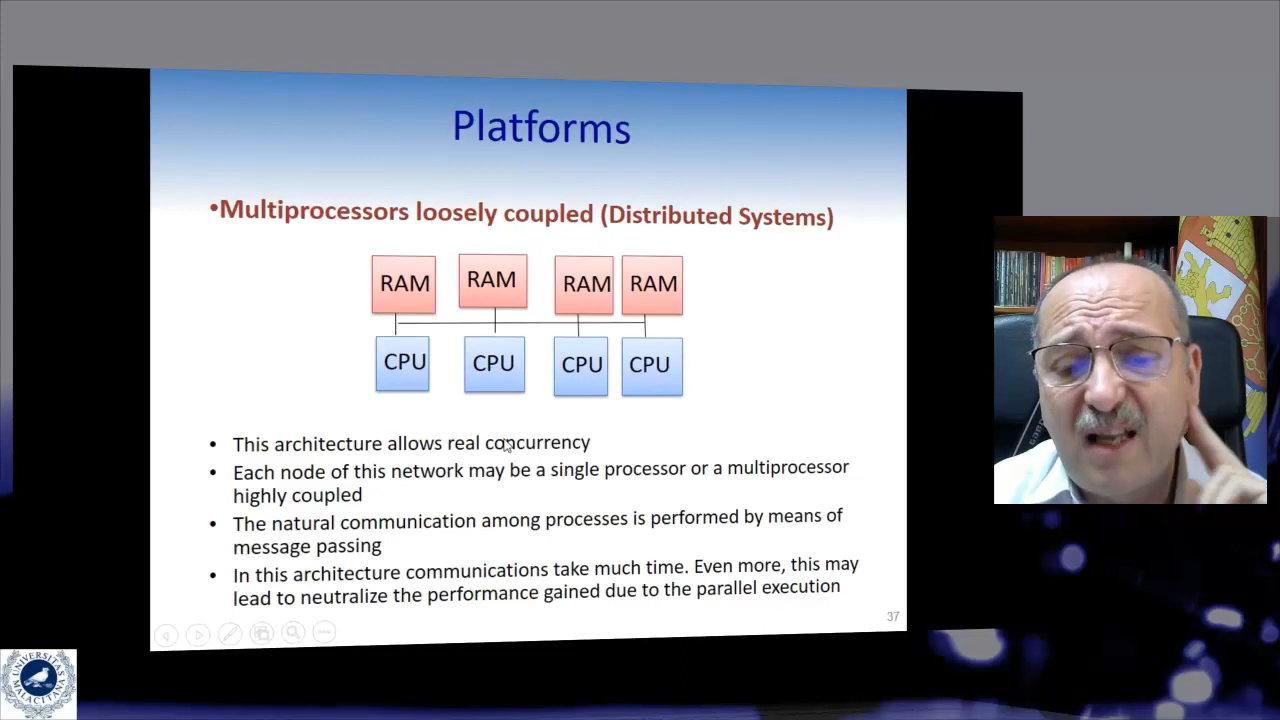 Platforms
•Multiprocessors loosely coupled (Distributed Systems)
RAM RAM RAM RAM
CPU CPU CPU CPU
• This architecture allows real concurrency
• Each node of this network may be a single processor or a multiprocessor
highly coupled
• The natural communication among processes is performed by means of
message passing
• In this architecture communications take much time. Even more, this may
lead to neutralize the performance gained due to the parallel execution
37
UNIVERSITAS
MALACITANA